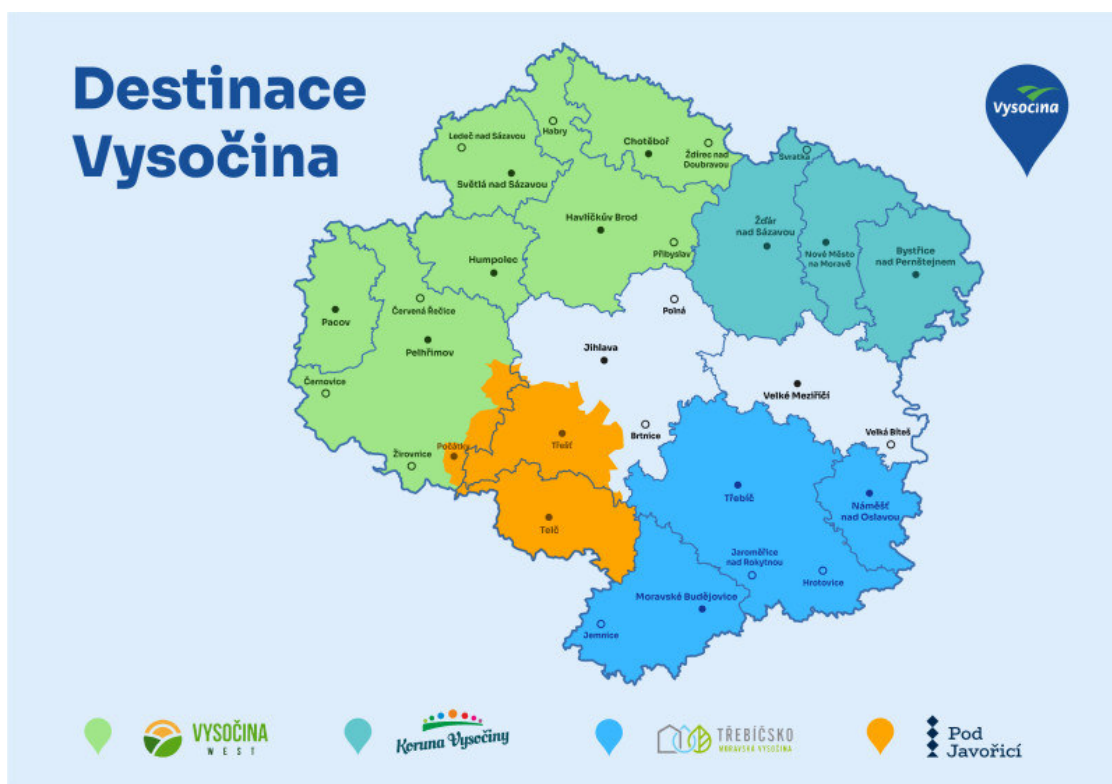 Destinace
Vysočina
Vysocina
Ledeč nad Sázavou
Habry
Chotěboř
Ždírec nad
Doubravou
Světlá nad Sázavou
Svratka
Havlíčkův Brod
Žďár
nad Sázavou
Přibyslav
Nové Město
na Moravě
Bystřice
nad Pernštejnem
Humpolec
Červená Řečice
Pacov
Polná
Pelhřimov
Jihlava
Černovice
Velké Meziříčí
Brtnice
Velká Bíteš
Počátky
Třešť
Žirovnice
Třebíč
Náměšť
nad Oslavou
Telč
Jaroměřice
nad Rokytnou
Hrotovice
Moravské Budějovice
Jemnice
VYSOČINA
WEST
Koruna Vysočiny
TŘEBÍČSKO
MORAVSKÁ VYSOČINA
Pod
Javořicí